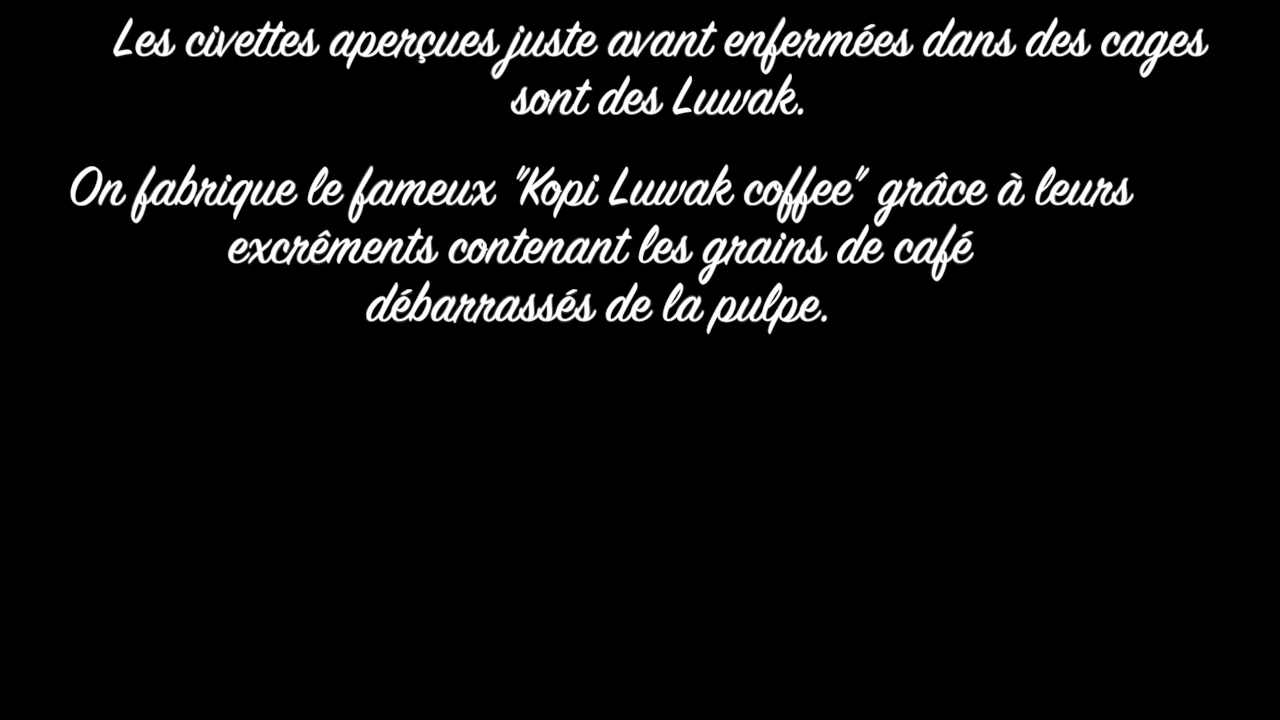 Les civettes aperçues juste avant enfermées dans des cages
sont des Luwak.
On fabrique le fameux "Kopi Luwak coffee" grâce à leurs
excrêments contenant les grains de café
débarrassés de la pulpe.